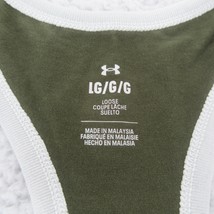 LG/G/G
LOOSE
COUPE LÂCHE
SUELTO
MADE IN MALAYSIA
FABRIQUÉ EN MALAISIE
HECHO EN MALASIA